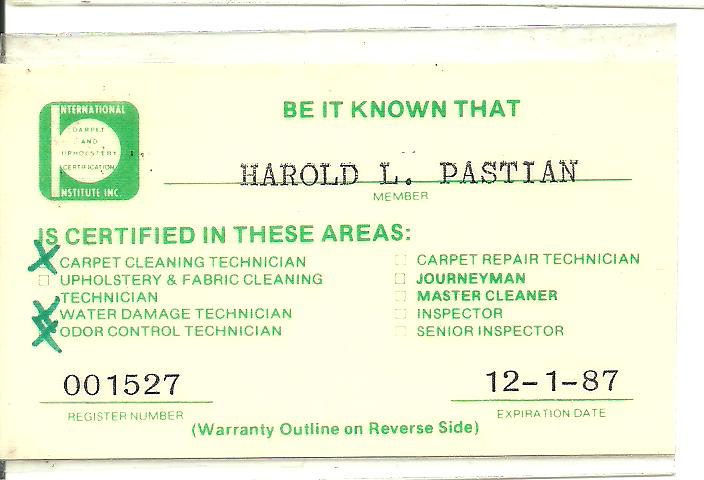 INTERNATIONAL
CARPET
AND
UPHOLSTERY
CERTIFICATION
INSTITUTE INC.
BE IT KNOWN THAT
HAROLD L. PASTIAN
MEMBER
IS CERTIFIED IN THESE AREAS:
X CARPET CLEANING TECHNICIAN
UPHOLSTERY & FABRIC CLEANING
TECHNICIAN
X WATER DAMAGE TECHNICIAN
X ODOR CONTROL TECHNICIAN
CARPET REPAIR TECHNICIAN
JOURNEYMAN
MASTER CLEANER
INSPECTOR
SENIOR INSPECTOR
001527
REGISTER NUMBER
12-1-87
EXPIRATION DATE
(Warranty Outline on Reverse Side)